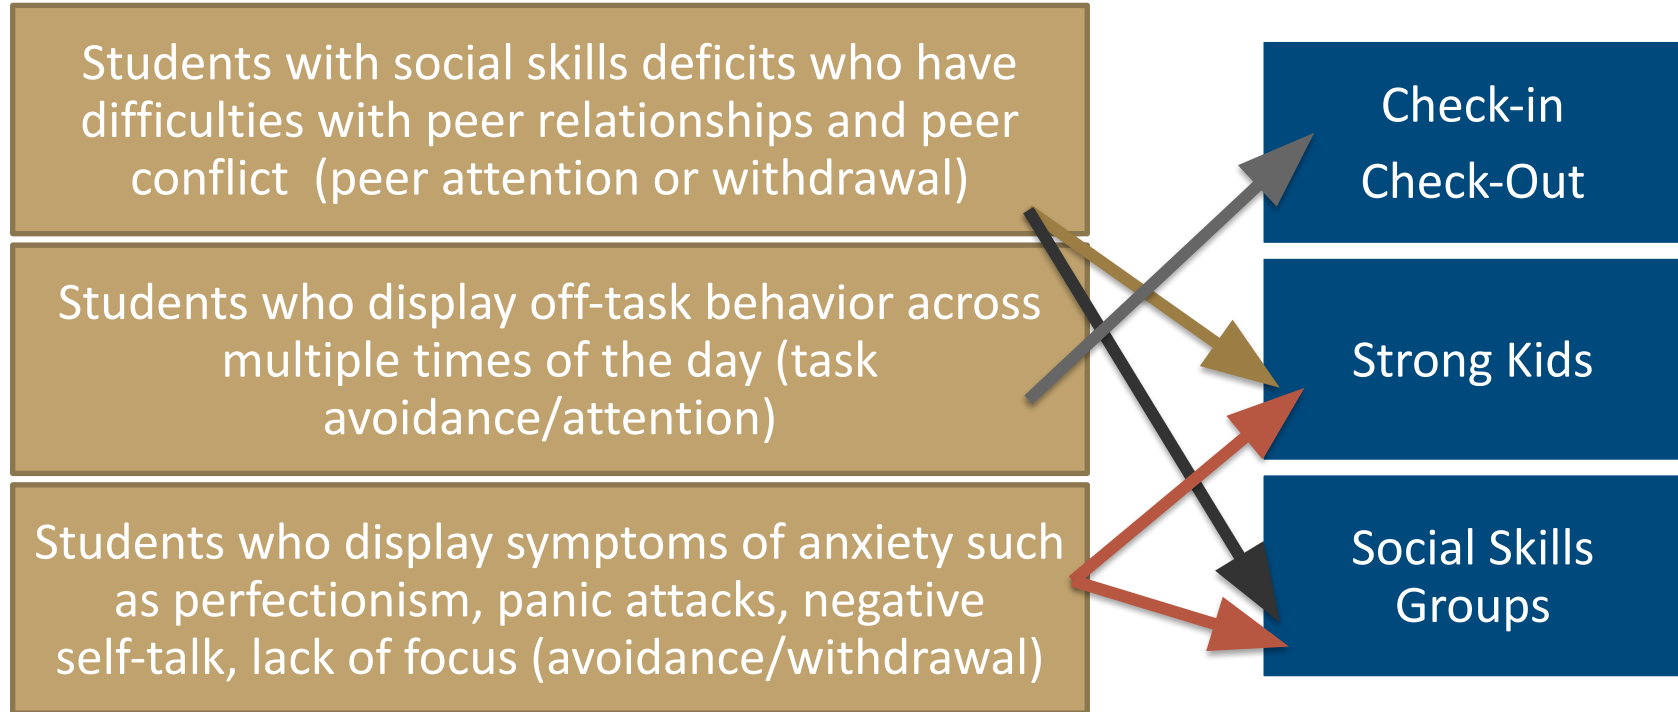 Students with social skills deficits who have
difficulties with peer relationships and peer
conflict  (peer attention or withdrawal)
Students who display off-task behavior across
multiple times of the day (task
avoidance/attention)
Students who display symptoms of anxiety such
as perfectionism, panic attacks, negative
self-talk, lack of focus (avoidance/withdrawal)
Check-in
Check-Out
Strong Kids
Social Skills
Groups